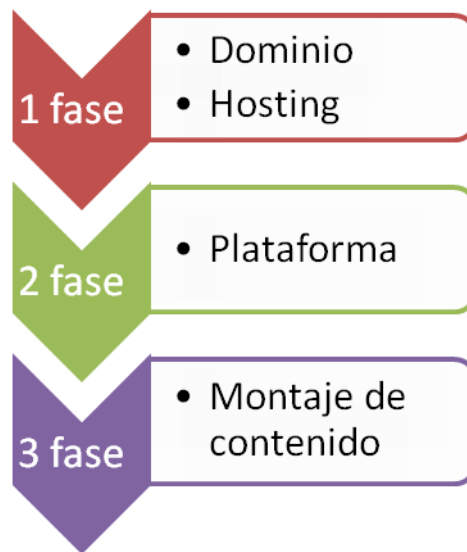 1 fase
• Dominio
• Hosting
2 fase
• Plataforma
3 fase
• Montaje de
contenido